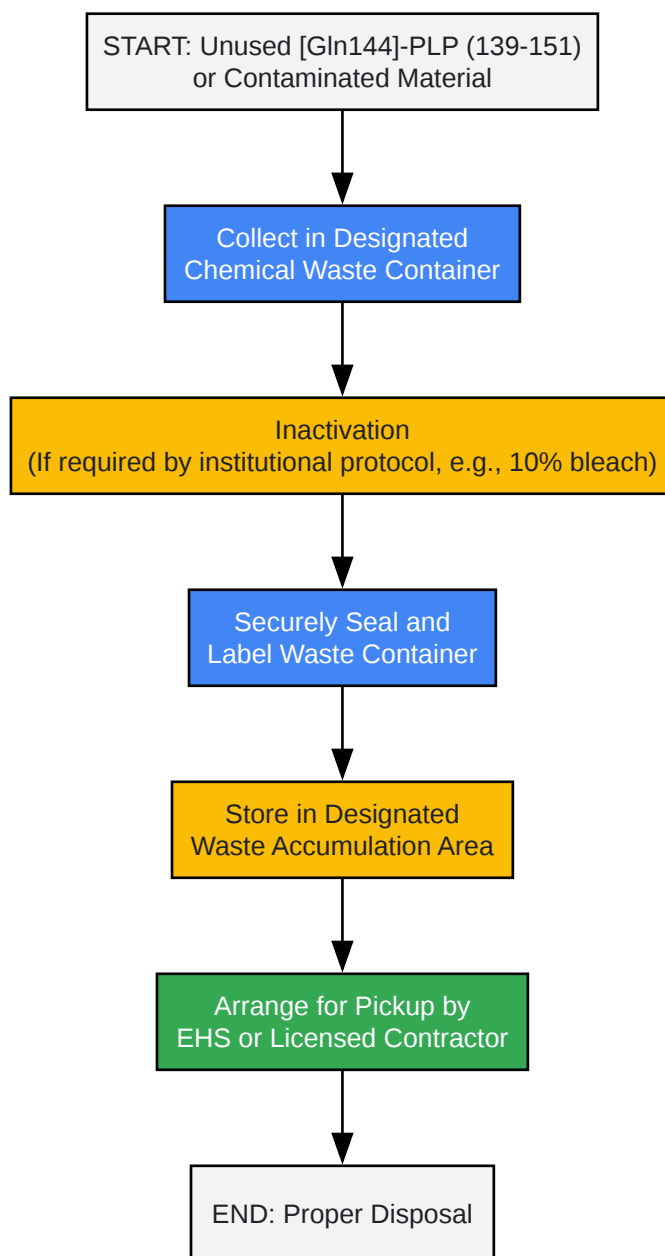 START: Unused [Gln144]-PLP (139-151)
or Contaminated Material
Collect in Designated
Chemical Waste Container
Inactivation
(If required by institutional protocol, e.g., 10% bleach)
Securely Seal and
Label Waste Container
Store in Designated
Waste Accumulation Area
Arrange for Pickup by
EHS or Licensed Contractor
END: Proper Disposal